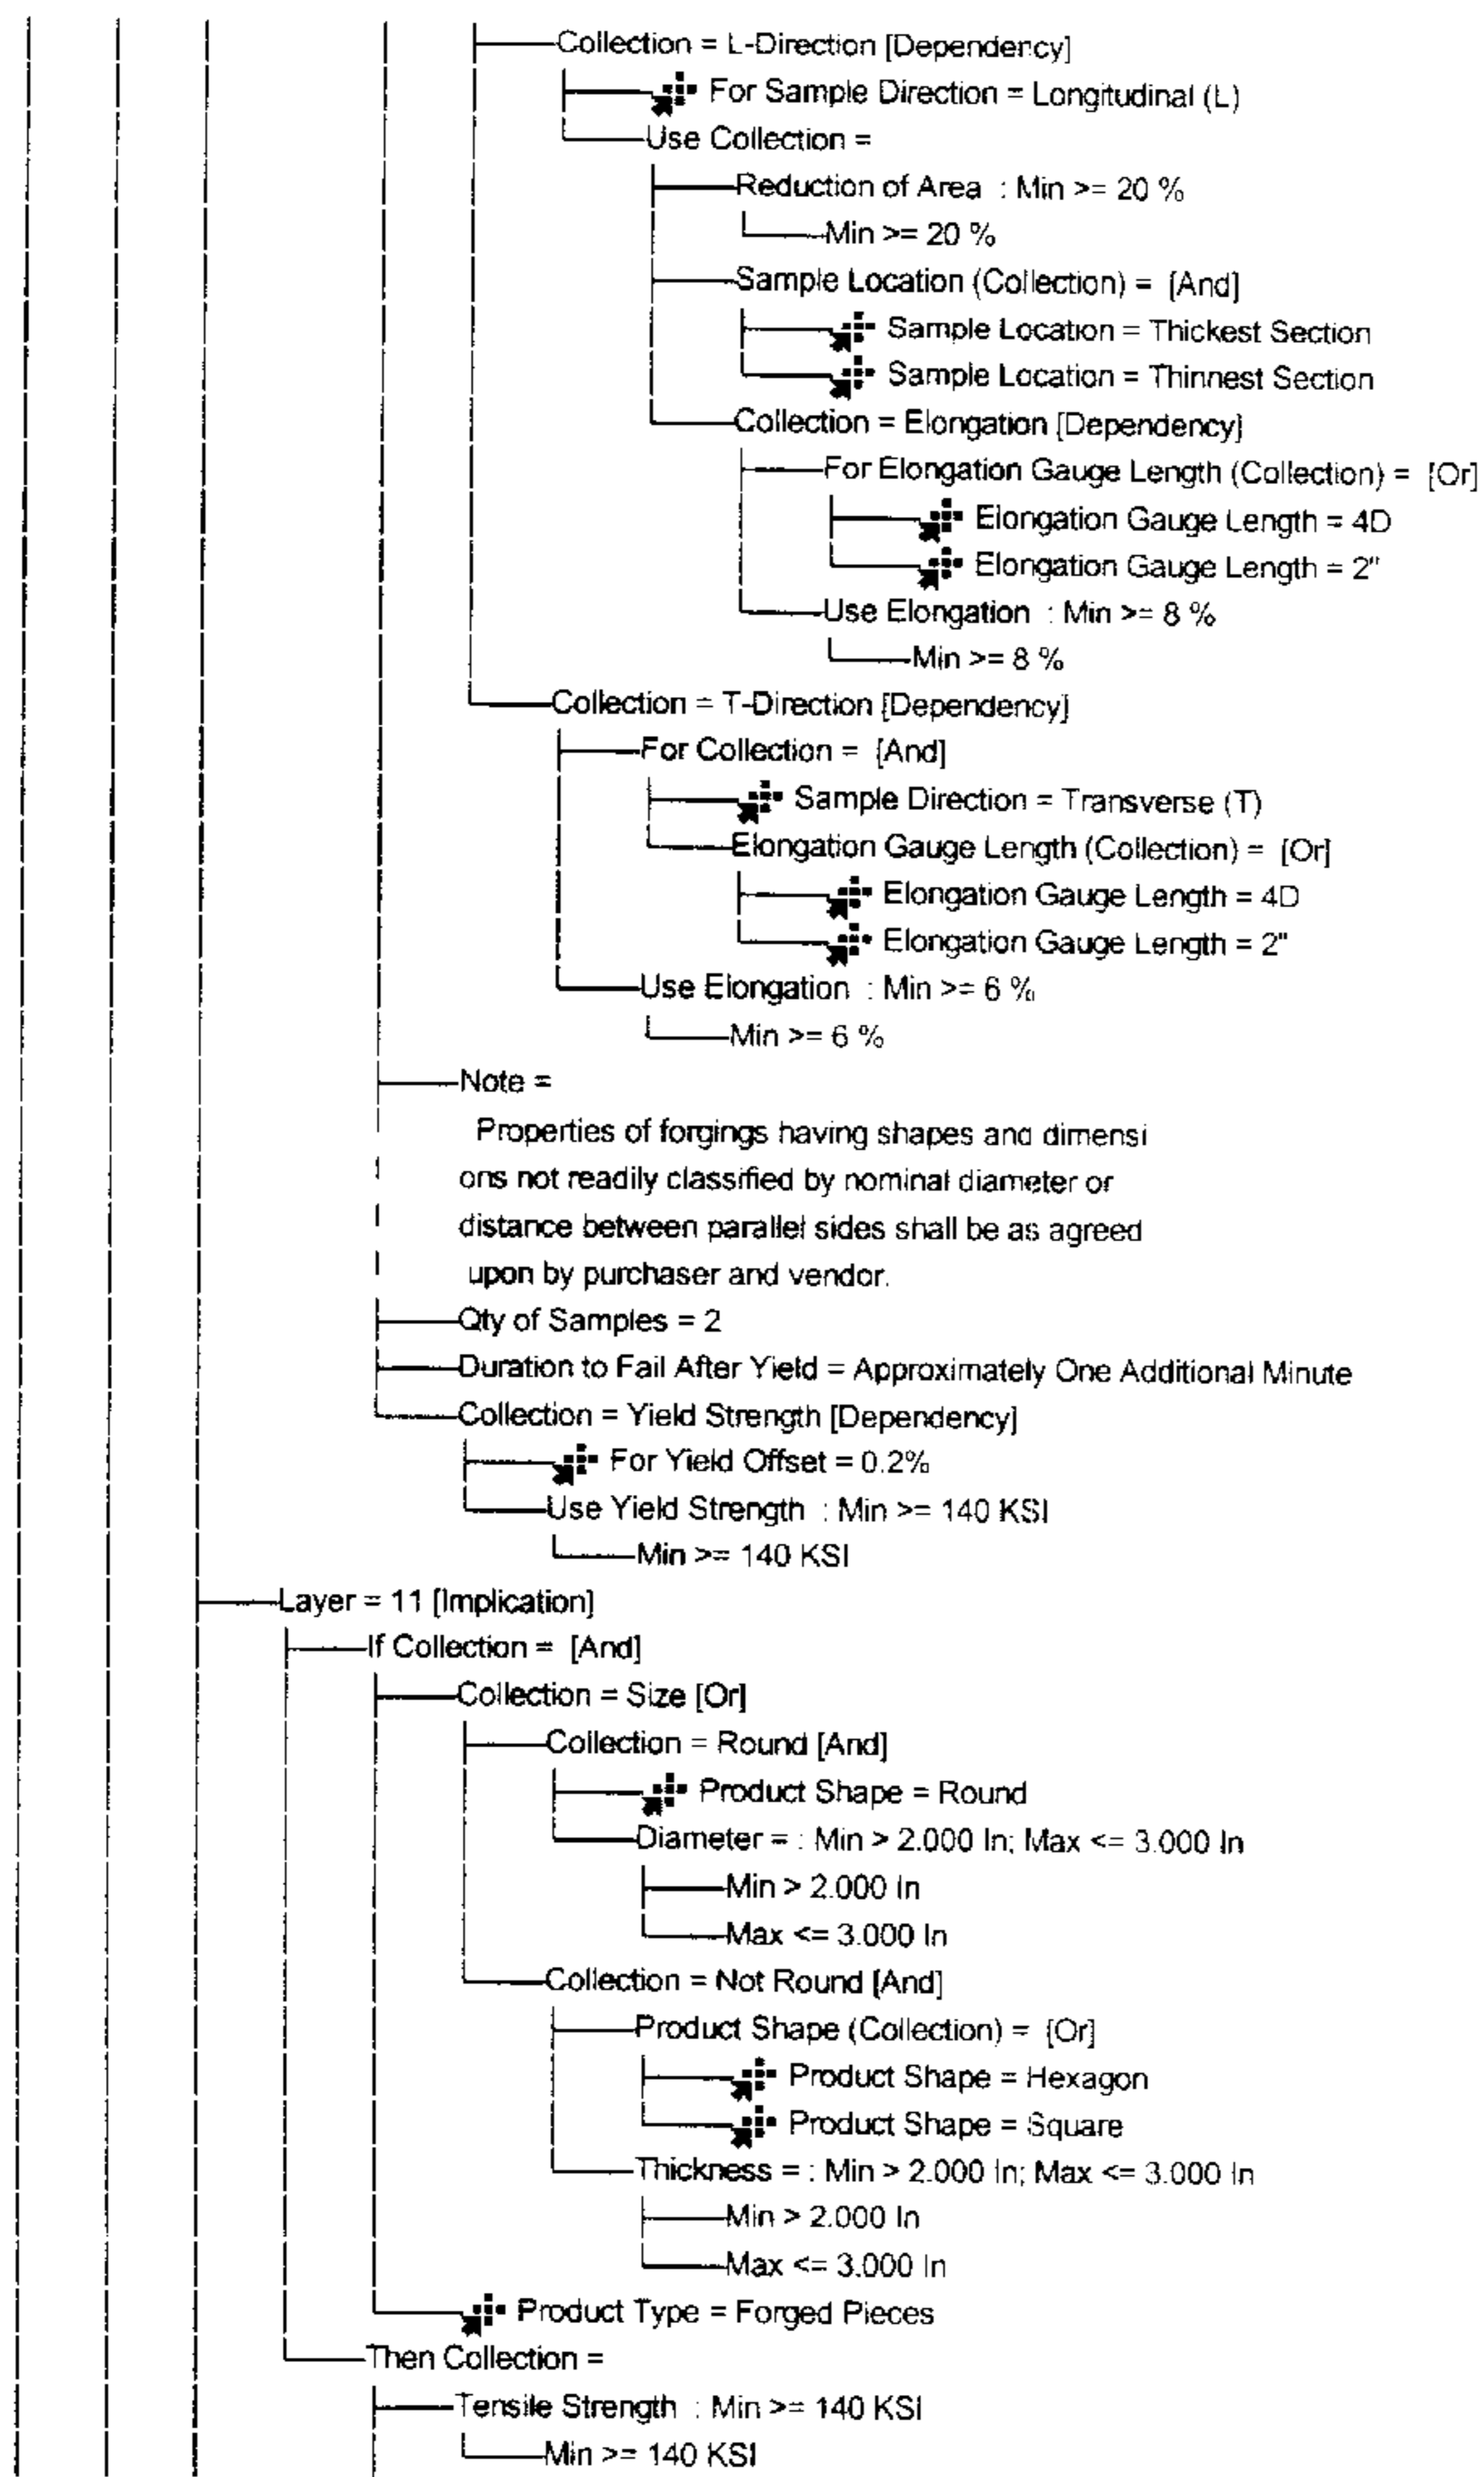 Collection = L-Direction [Dependency]
For Sample Direction = Longitudinal (L)
Use Collection =
Reduction of Area : Min >= 20 %
Min >= 20 %
Sample Location (Collection) = [And]
Sample Location = Thickest Section
Sample Location = Thinnest Section
Collection = Elongation [Dependency]
For Elongation Gauge Length (Collection) = [Or]
Elongation Gauge Length = 4D
Elongation Gauge Length = 2"
Use Elongation : Min >= 8 %
Min >= 8 %
Collection = T-Direction [Dependency]
For Collection = [And]
Sample Direction = Transverse (T)
Elongation Gauge Length (Collection) = [Or]
Elongation Gauge Length = 4D
Elongation Gauge Length = 2"
Use Elongation : Min >= 6 %
Min >= 6 %
Note =
Properties of forgings having shapes and dimensi
ons not readily classified by nominal diameter or
distance between parallel sides shall be as agreed
upon by purchaser and vendor.
Qty of Samples = 2
Duration to Fail After Yield = Approximately One Additional Minute
Collection = Yield Strength [Dependency]
For Yield Offset = 0.2%
Use Yield Strength : Min >= 140 KSI
Min >= 140 KSI
Layer = 11 [Implication]
If Collection = [And]
Collection = Size [Or]
Collection = Round [And]
Product Shape = Round
Diameter = : Min > 2.000 In; Max <= 3.000 In
Min > 2.000 In
Max <= 3.000 In
Collection = Not Round [And]
Product Shape (Collection) = [Or]
Product Shape = Hexagon
Product Shape = Square
Thickness = : Min > 2.000 In; Max <= 3.000 In
Min > 2.000 In
Max <= 3.000 In
Product Type = Forged Pieces
Then Collection =
Tensile Strength : Min >= 140 KSI
Min >= 140 KSI